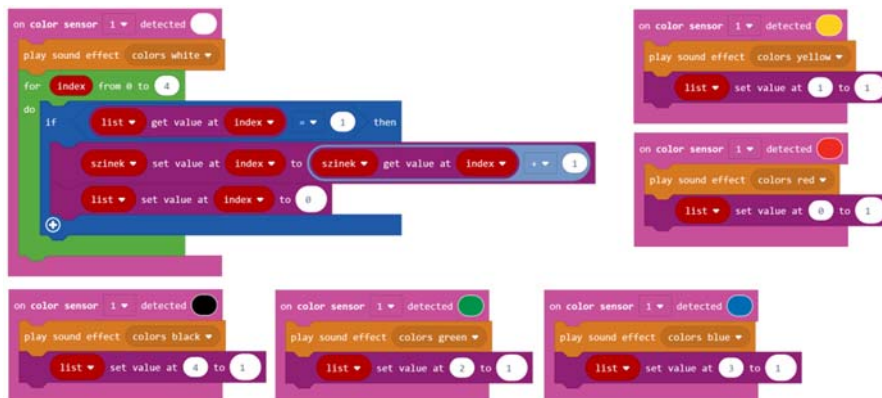 on color sensor 1 detected
play sound effect colors white
for index from 0 to 4
do
if list get value at index = 1 then
szinek set value at index to szinek get value at index + 1
list set value at index to 0
on color sensor 1 detected
play sound effect colors yellow
list set value at 1 to 1
on color sensor 1 detected
play sound effect colors red
list set value at 0 to 1
on color sensor 1 detected
play sound effect colors black
list set value at 4 to 1
on color sensor 1 detected
play sound effect colors green
list set value at 2 to 1
on color sensor 1 detected
play sound effect colors blue
list set value at 3 to 1